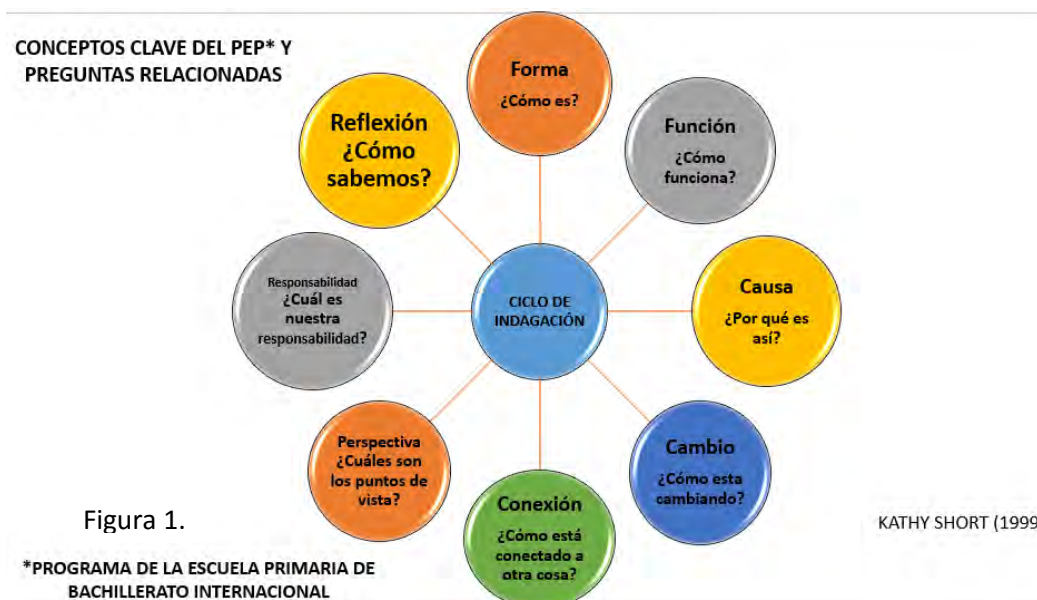 CONCEPTOS CLAVE DEL PEP* Y
PREGUNTAS RELACIONADAS
Forma
¿Cómo es?
Función
¿Cómo
funciona?
Causa
¿Por qué es
así?
Cambio
¿Cómo esta
cambiando?
Conexión
¿Cómo está
conectado a
otra cosa?
Perspectiva
¿Cuáles son
los puntos de
vista?
Responsabilidad
¿Cuál es
nuestra
responsabilidad?
Reflexión
¿Cómo
sabemos?
CICLO DE
INDAGACIÓN
Figura 1.
KATHY SHORT (1999
*PROGRAMA DE LA ESCUELA PRIMARIA DE
BACHILLERATO INTERNACIONAL